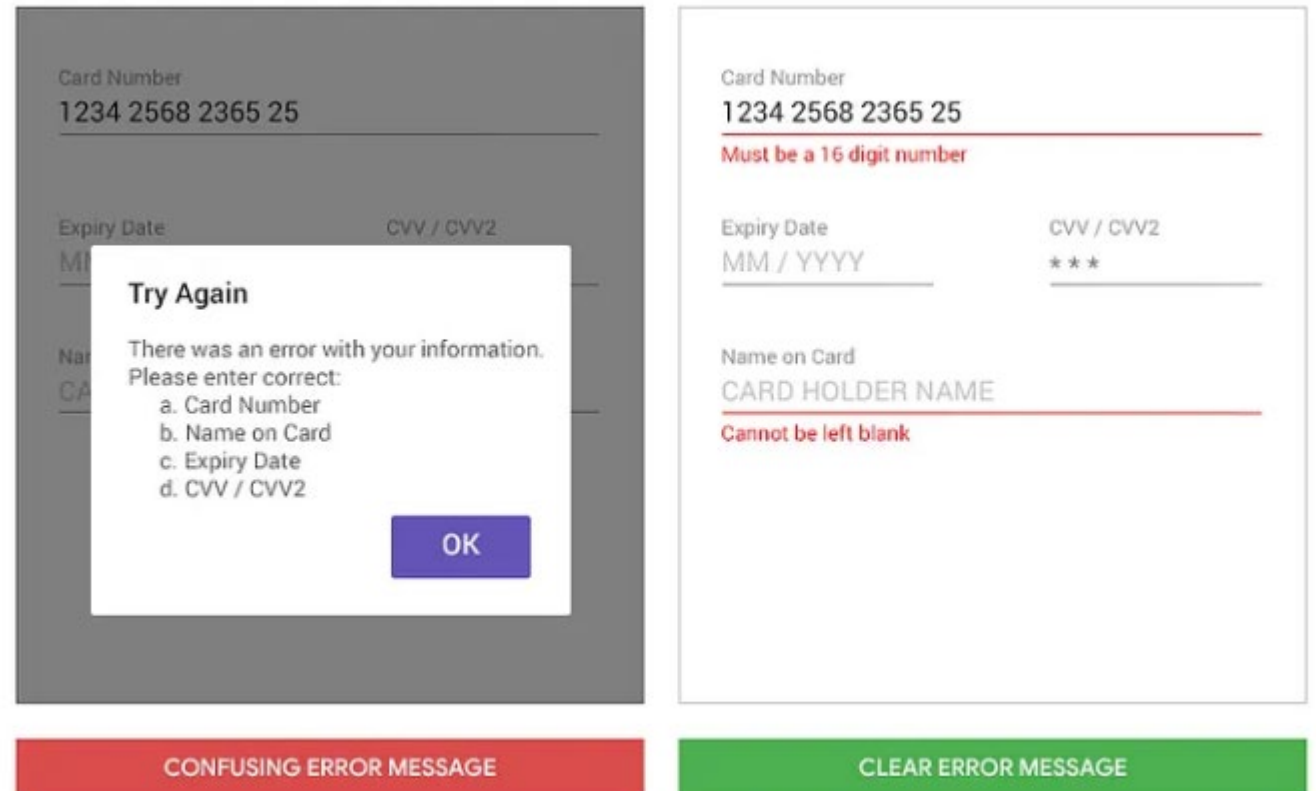 Card Number
1234 2568 2365 25
Expiry Date
CVV / CVV2
Try Again
There was an error with your information.
Please enter correct:
a. Card Number
b. Name on Card
c. Expiry Date
d. CVV / CVV2
OK
CONFUSING ERROR MESSAGE
Card Number
1234 2568 2365 25
Must be a 16 digit number
Expiry Date
CVV / CVV2
MM / YYYY
***
Name on Card
CARD HOLDER NAME
Cannot be left blank
CLEAR ERROR MESSAGE